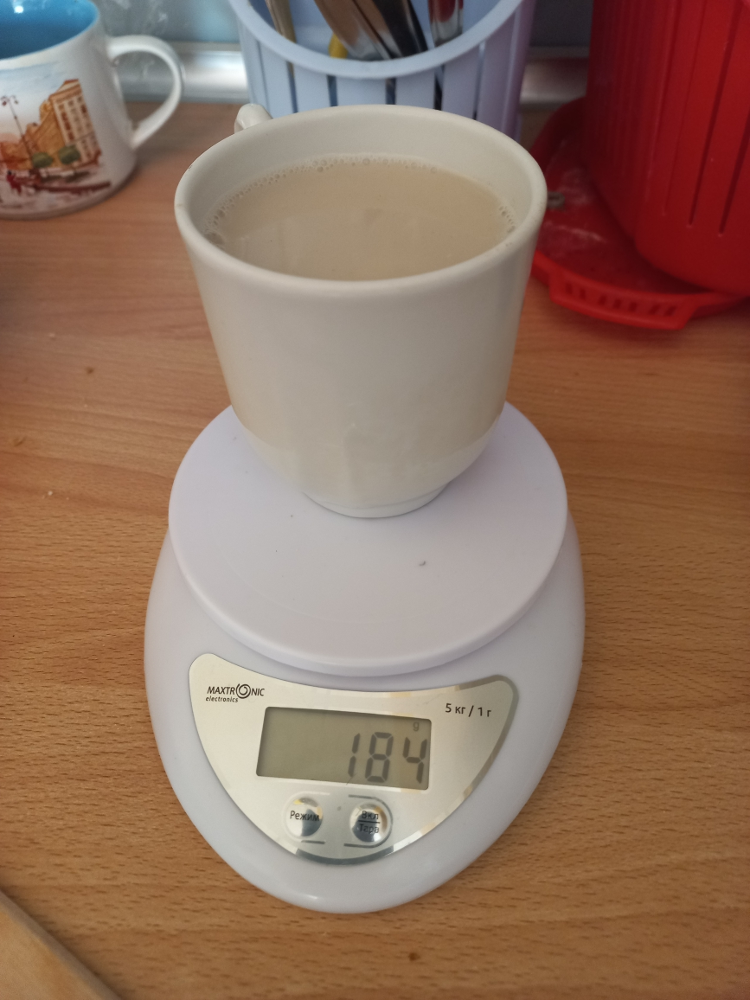 MAXTRONIC
electronics
5 кг / 1 г
g
184
Режим
Вкл
Тара